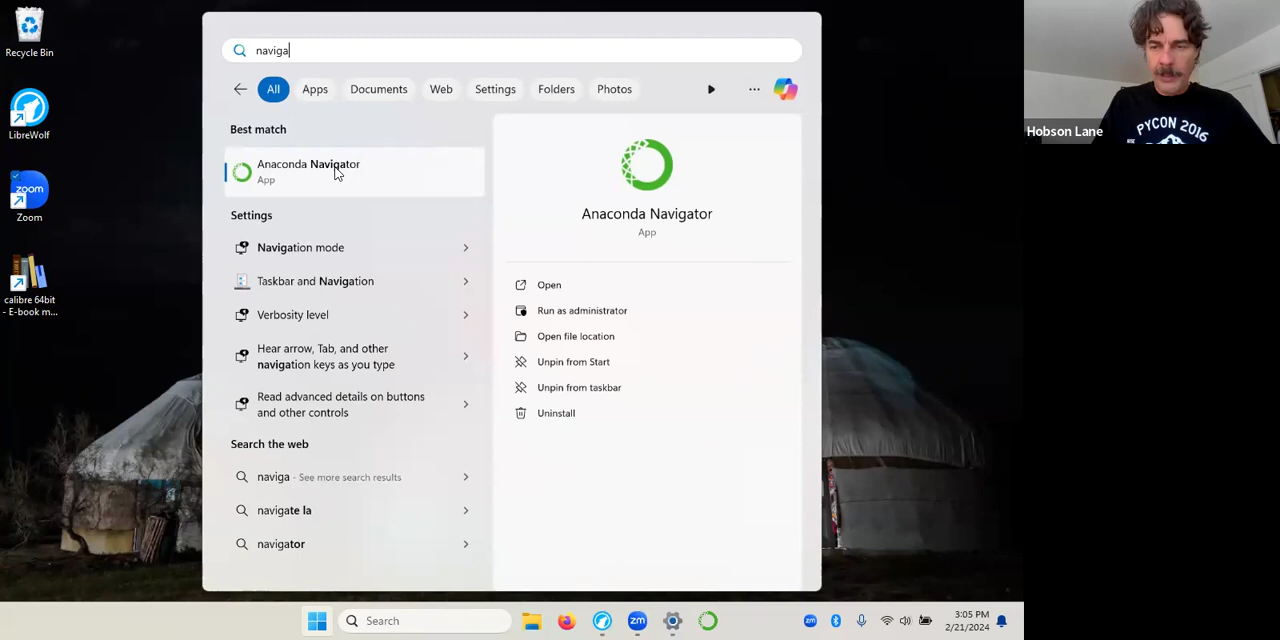 Recycle Bin
LibreWolf
Zoom
calibre 64bit
- E-book m...
naviga
All
Apps
Documents
Web
Settings
Folders
Photos
Best match
Anaconda Navigator
App
Settings
Navigation mode
Taskbar and Navigation
Verbosity level
Hear arrow, Tab, and other
navigation keys as you type
Read advanced details on buttons
and other controls
Search the web
naviga - See more search results
navigate la
navigator
Anaconda Navigator
App
Open
Run as administrator
Open file location
Unpin from Start
Unpin from taskbar
Uninstall
Search
zm
zm
3:05 PM
2/21/2024
zoom
Hobson Lane
PYCON 2016